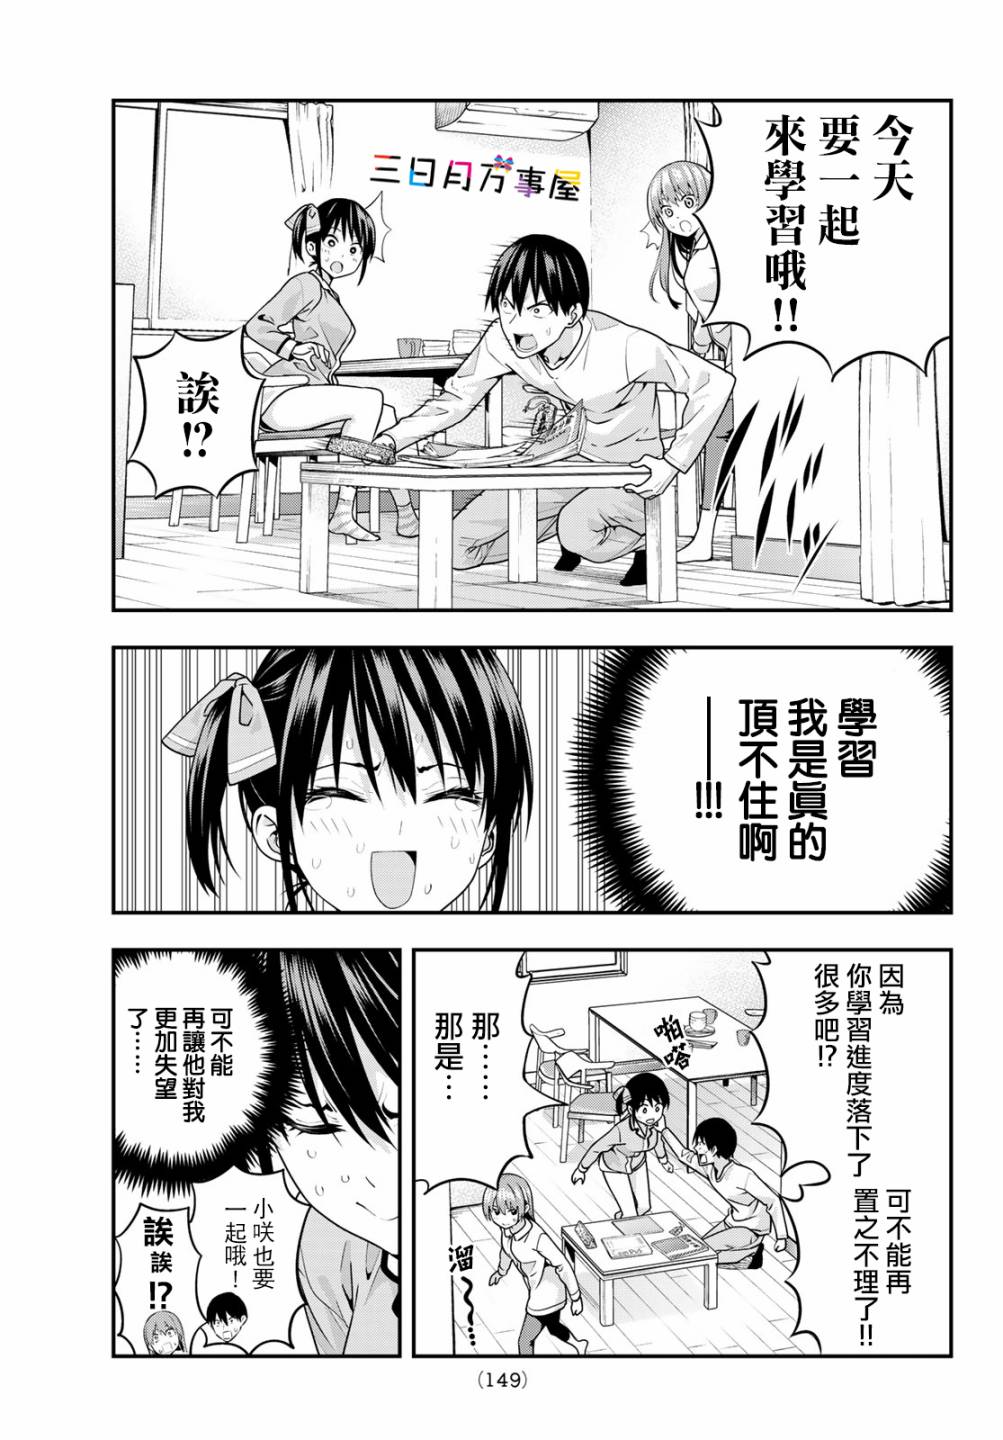 今天
要一起
來學習哦!!
三日月万事屋
誒!?
學習
我是眞的
頂不住啊
——!!!
因為
你學習進度落下了
很多吧!?
可不能再
置之不理了!!
啪
嗒
那……
那是…
溜～……
可不能
再讓他對我
更加失望
了……
小咲也要
一起哦！
誒
誒!?
(149)